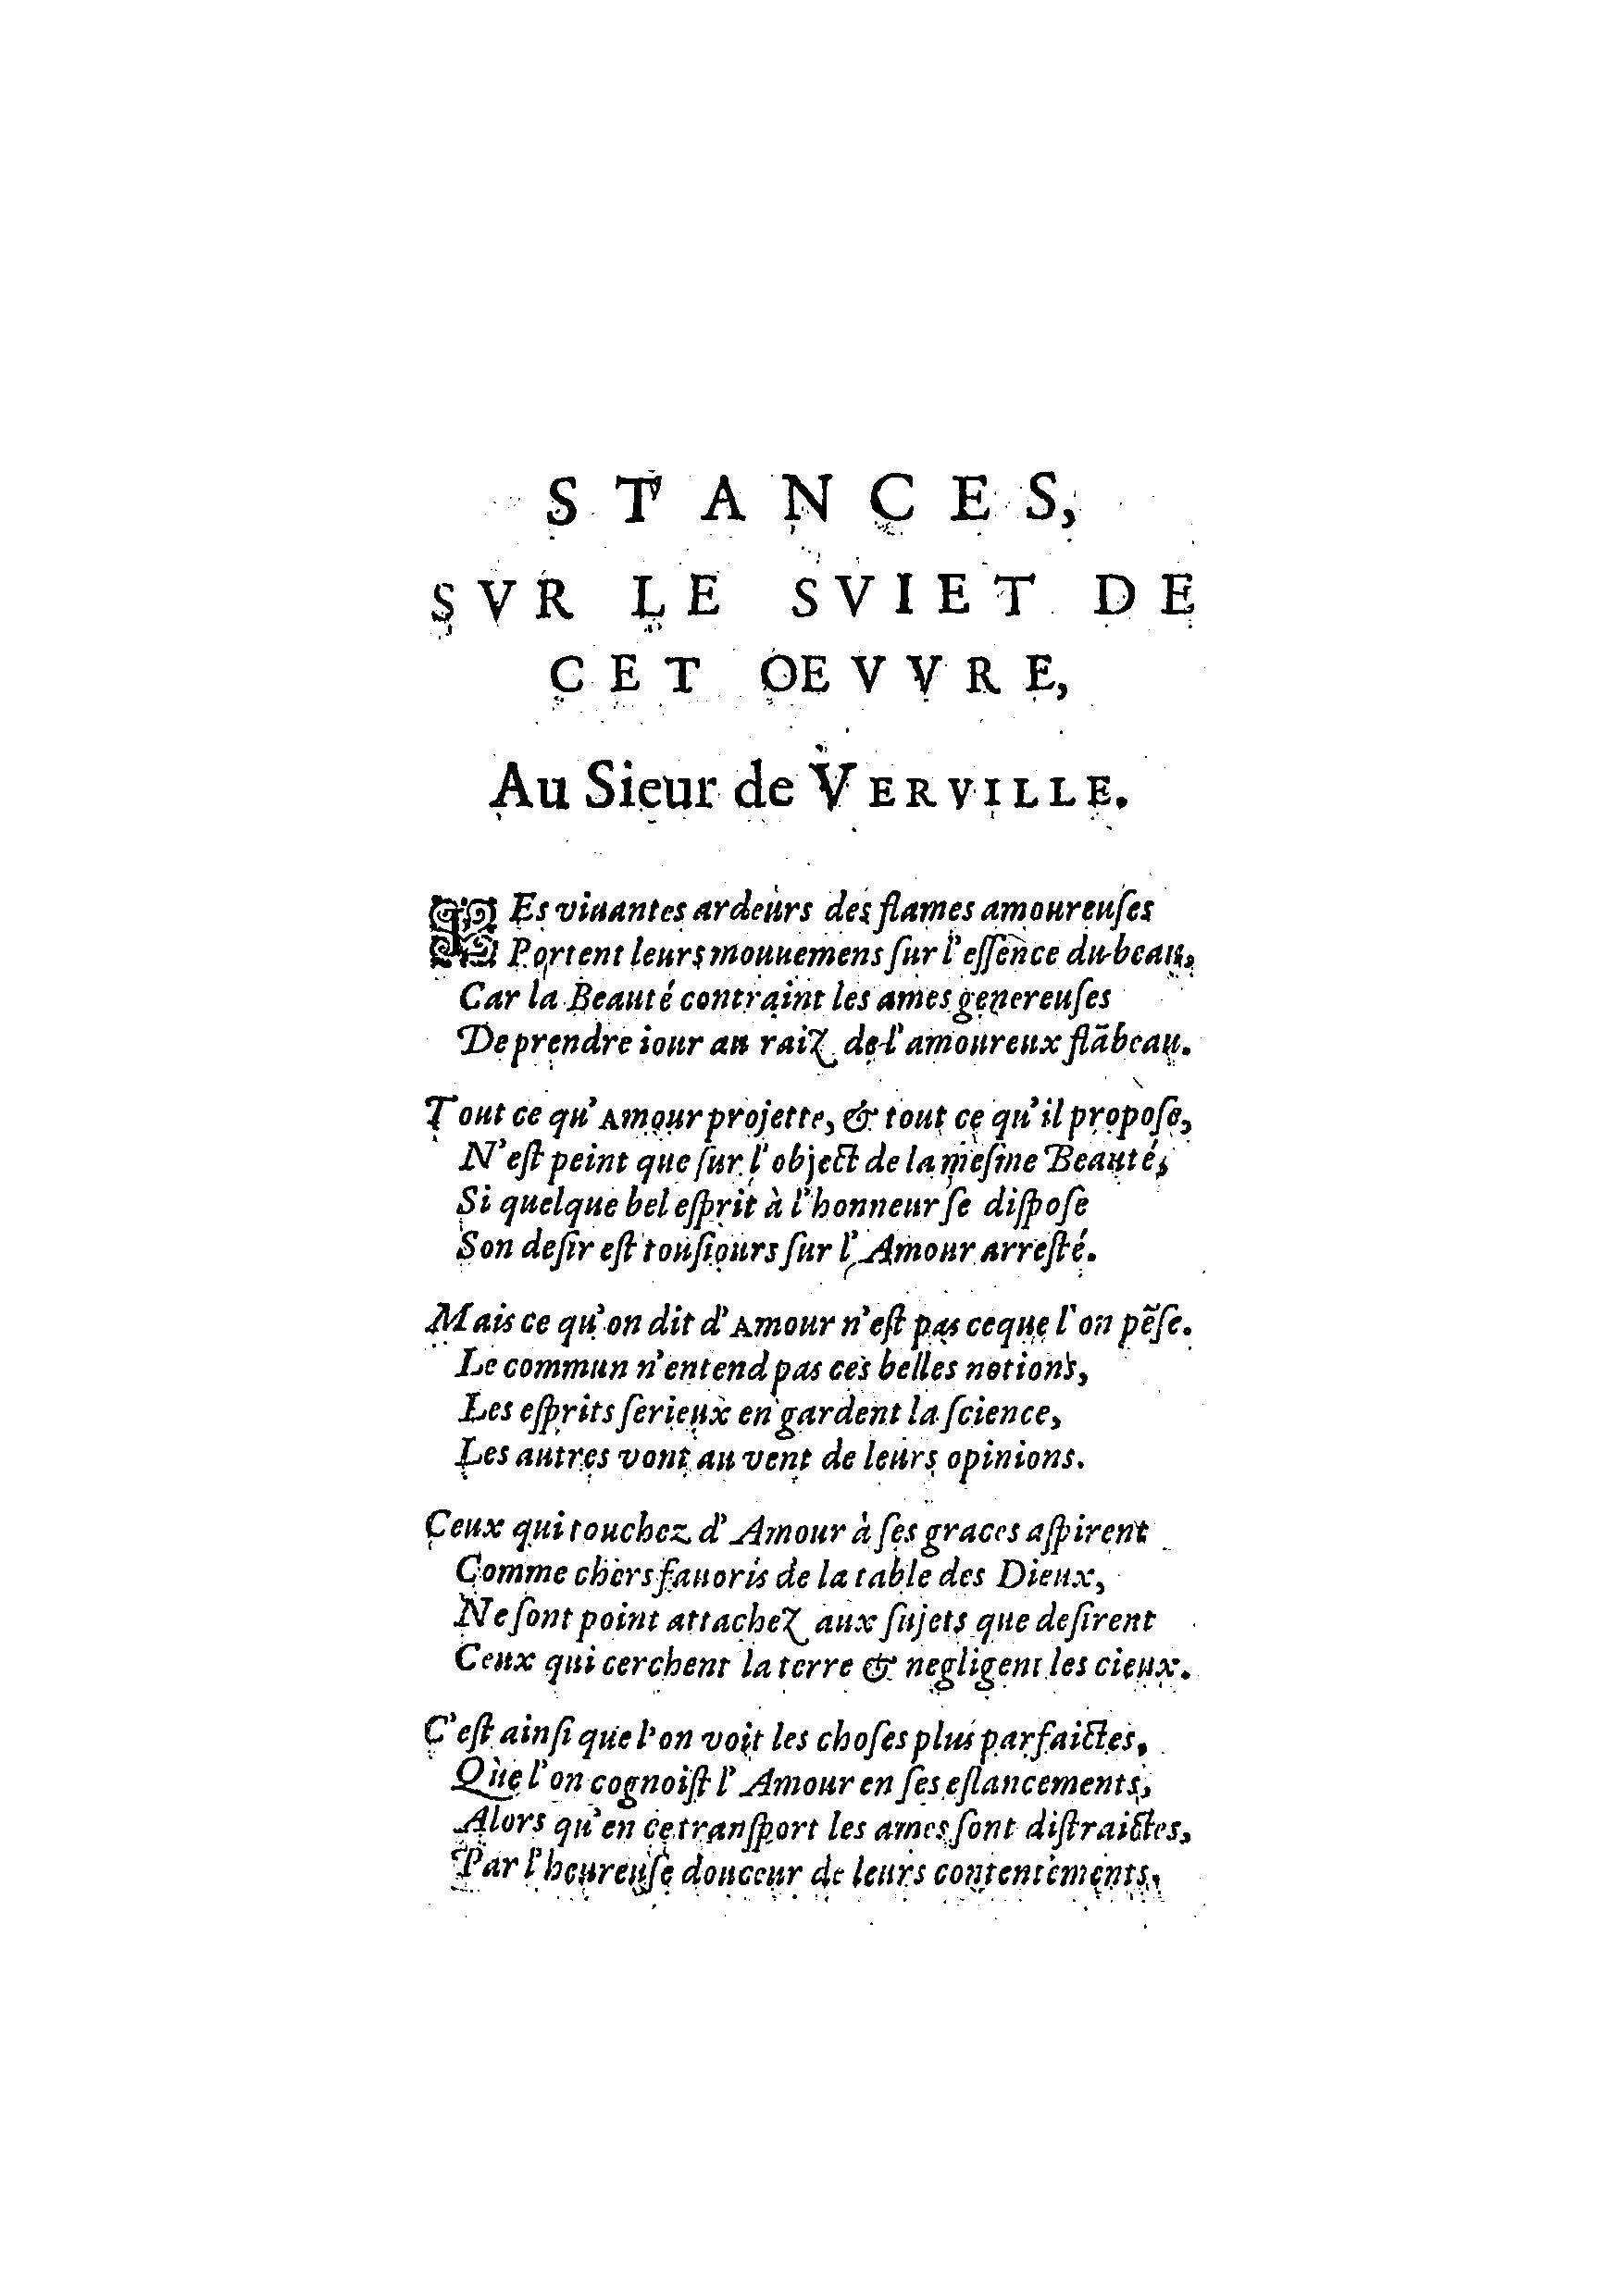 STANCES,
SVR LE SVIET DE
CET OEVVRE,
Au Sieur de VERVILLE.
LEs viuantes ardeurs des flames amoureuſes
Portent leurs mouuemens ſur l'eſſence du beau,
Car la Beauté contraint les ames genereuſes
De prendre iour au raiz de l'amoureux flābeau.
Tout ce qu'Amour projette, & tout ce qu'il propoſe,
N'eſt peint que ſur l'object de la meſme Beauté,
Si quelque bel eſprit à l'honneur ſe diſpoſe
Son deſir eſt touſiours ſur l'Amour arreſté.
Mais ce qu'on dit d'Amour n'eſt pas ce que l'on pẽſe.
Le commun n'entend pas ces belles notions,
Les eſprits ſerieux en gardent la ſcience,
Les autres vont au vent de leurs opinions.
Ceux qui touchez d'Amour à ſes graces aſpirent
Comme chers fauoris de la table des Dieux,
Ne ſont point attachez aux ſujets que deſirent
Ceux qui cerchent la terre & negligent les cieux.
C'eſt ainſi que l'on voit les choſes plus parfaictes,
Que l'on cognoiſt l'Amour en ſes eſlancements,
Alors qu'en ce tranſport les ames ſont diſtraictes,
Par l'heureuſe douceur de leurs contentements,